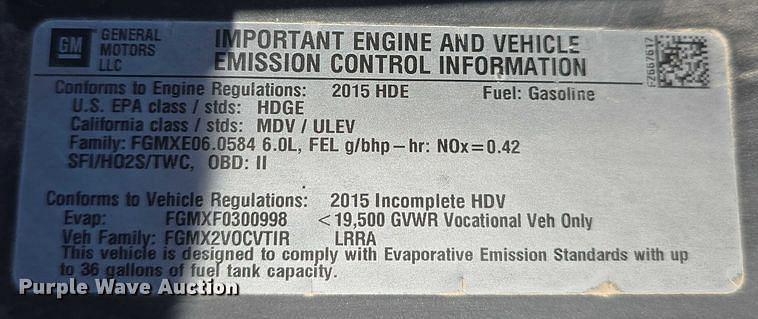 GM GENERAL MOTORS LLC
IMPORTANT ENGINE AND VEHICLE
EMISSION CONTROL INFORMATION
Conforms to Engine Regulations: 2015 HDE Fuel: Gasoline
U.S. EPA class / stds: HDGE
California class / stds: MDV / ULEV
Family: FGMXE06.0584 6.0L, FEL g/bhp-hr: NOx=0.42
SFI/HO2S/TWC, OBD: II
Conforms to Vehicle Regulations: 2015 Incomplete HDV
Evap: FGMXF0300998 <19,500 GVWR Vocational Veh Only
Veh Family: FGMX2VOCVTIR LRRA
This vehicle is designed to comply with Evaporative Emission Standards with up
to 36 gallons of fuel tank capacity.
Purple Wave Auction